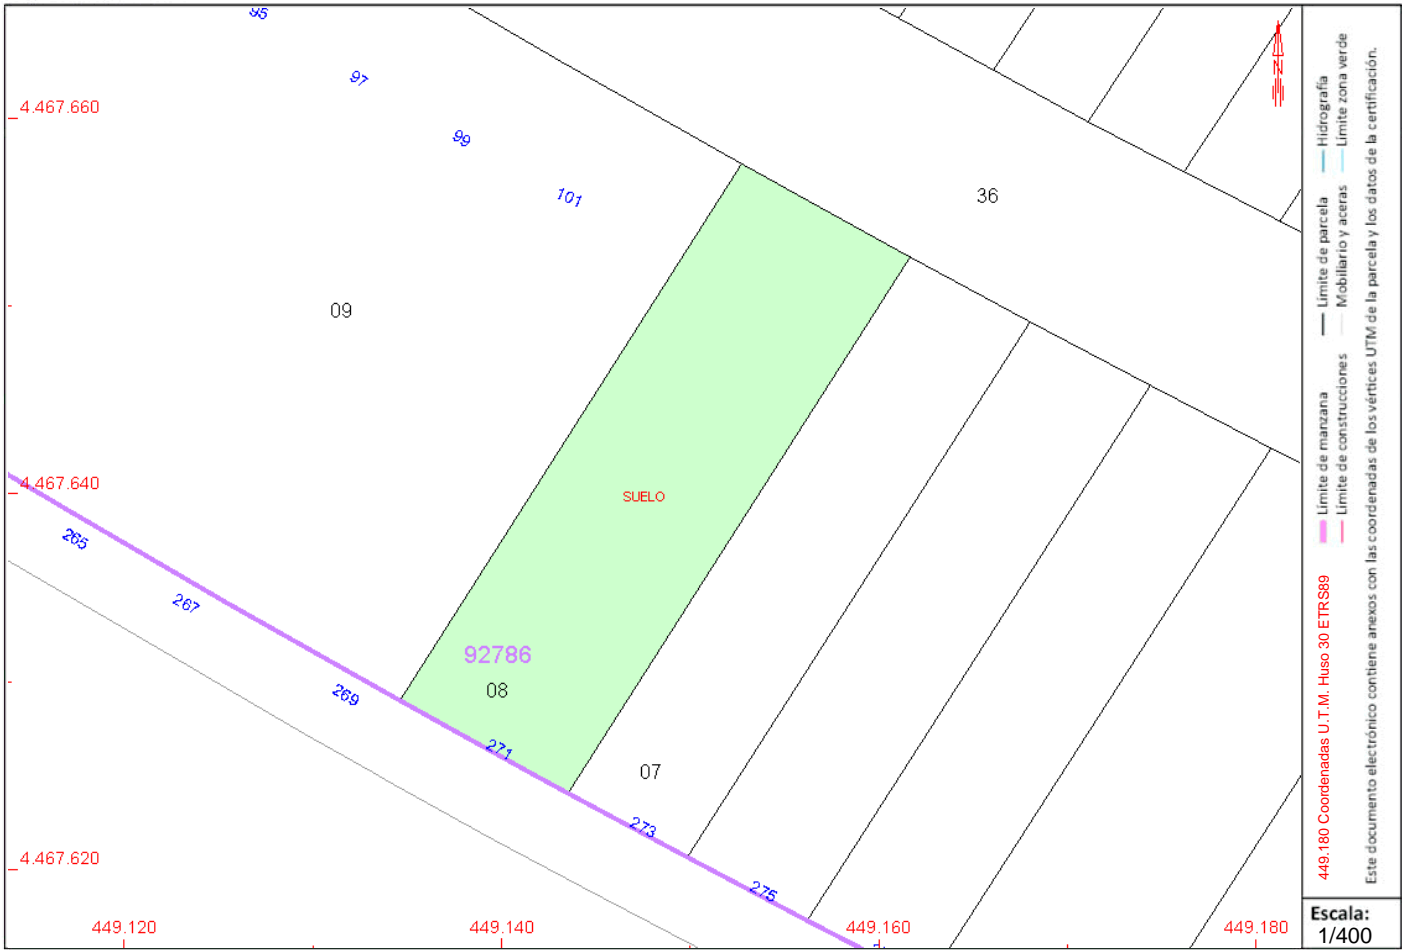 95
97
4.467.660
99
101
36
09
4.467.640
SUELO
265
267
92786
08
269
271
07
273
4.467.620
275
449.120
449.140
449.160
449.180
N
Límite de manzana
Límite de parcela
Hidrografía
Límite de construcciones
Mobiliario y aceras
Límite zona verde
449.180 Coordenadas U.T.M. Huso 30 ETRS89
Este documento electrónico contiene anexos con las coordenadas de los vértices UTM de la parcela y los datos de la certificación.
Escala:
1/400